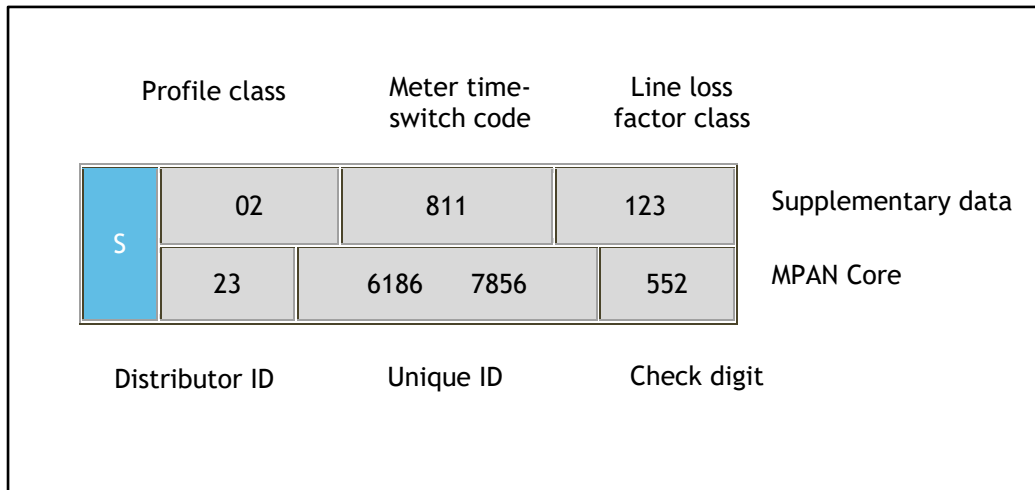 Profile class
Meter time-
switch code
Line loss
factor class
S
02
811
123
Supplementary data
23
6186 7856
552
MPAN Core
Distributor ID
Unique ID
Check digit